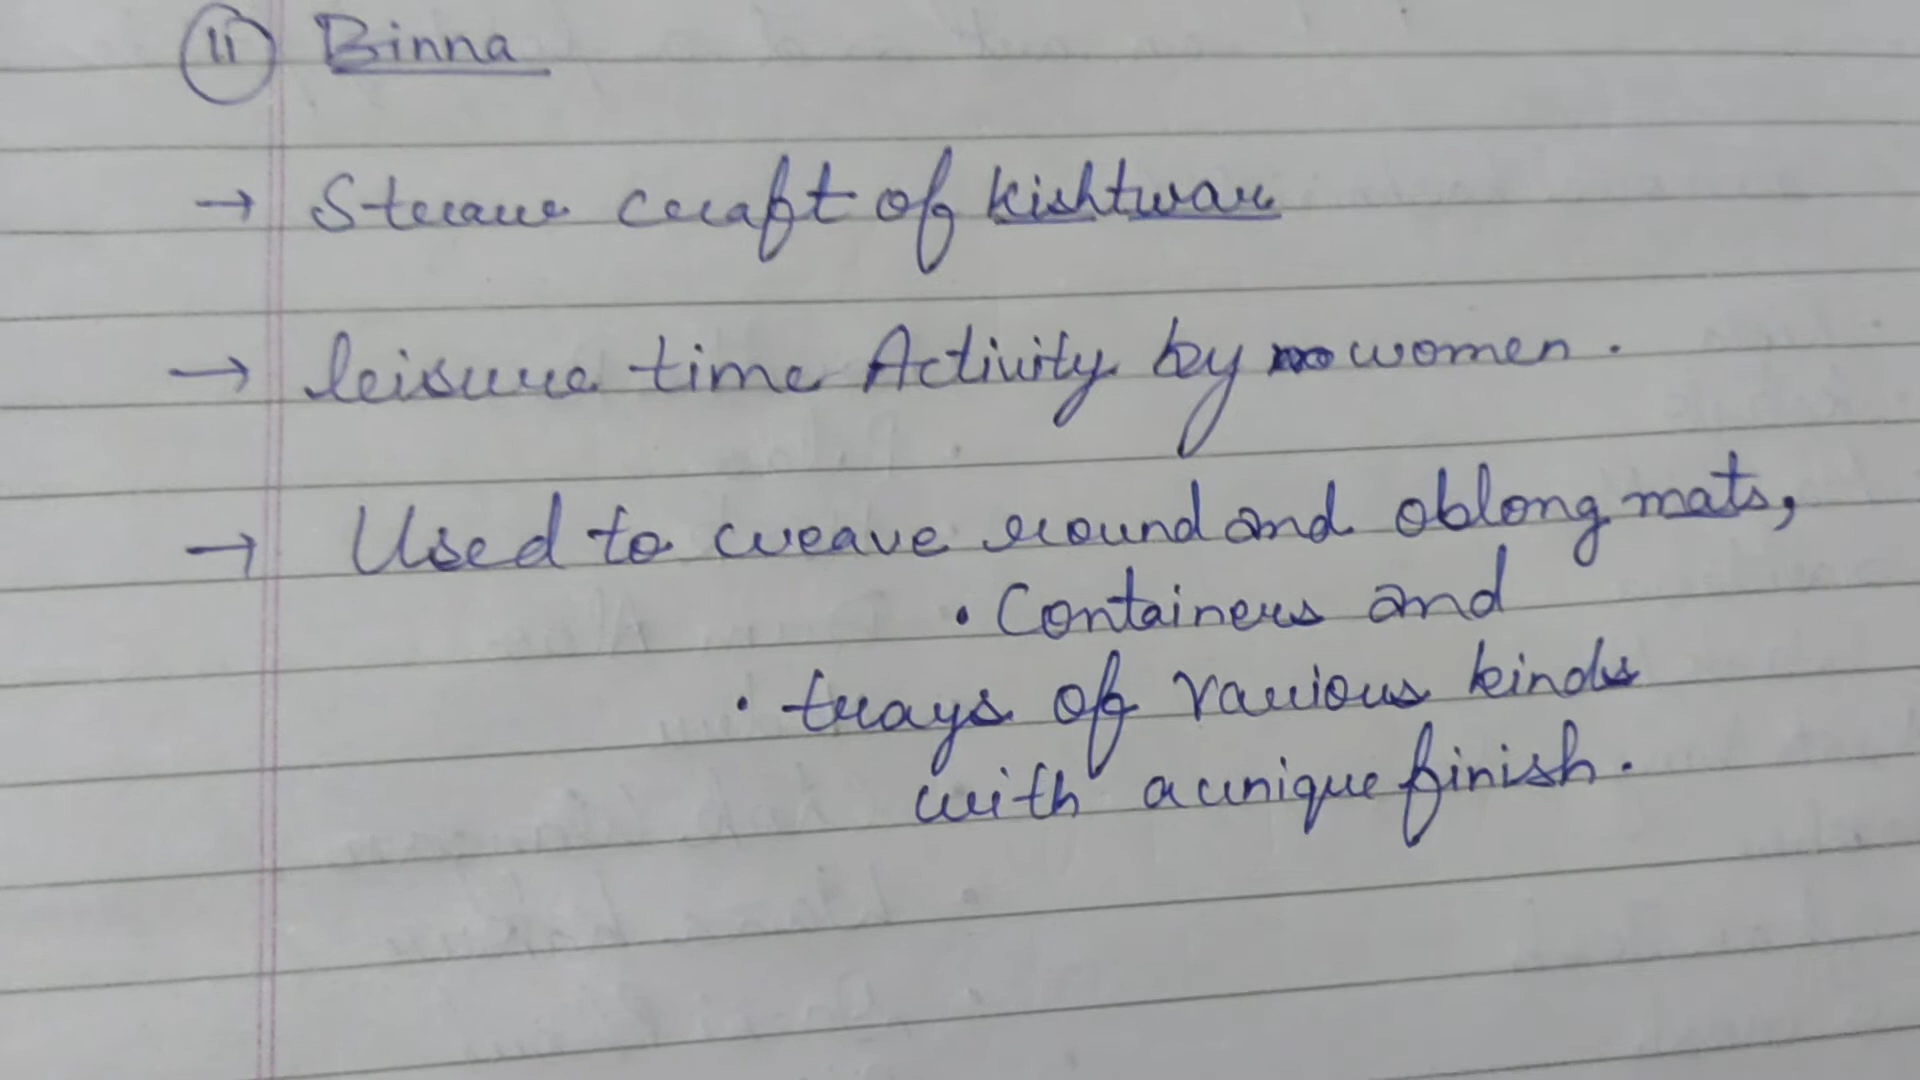 11 Binna
→ Straw craft of Kishtwar
→ leisure time Activity by women.
→ Used to weave round and oblong mats,
• Containers and
• trays of various kinds
with a unique finish.